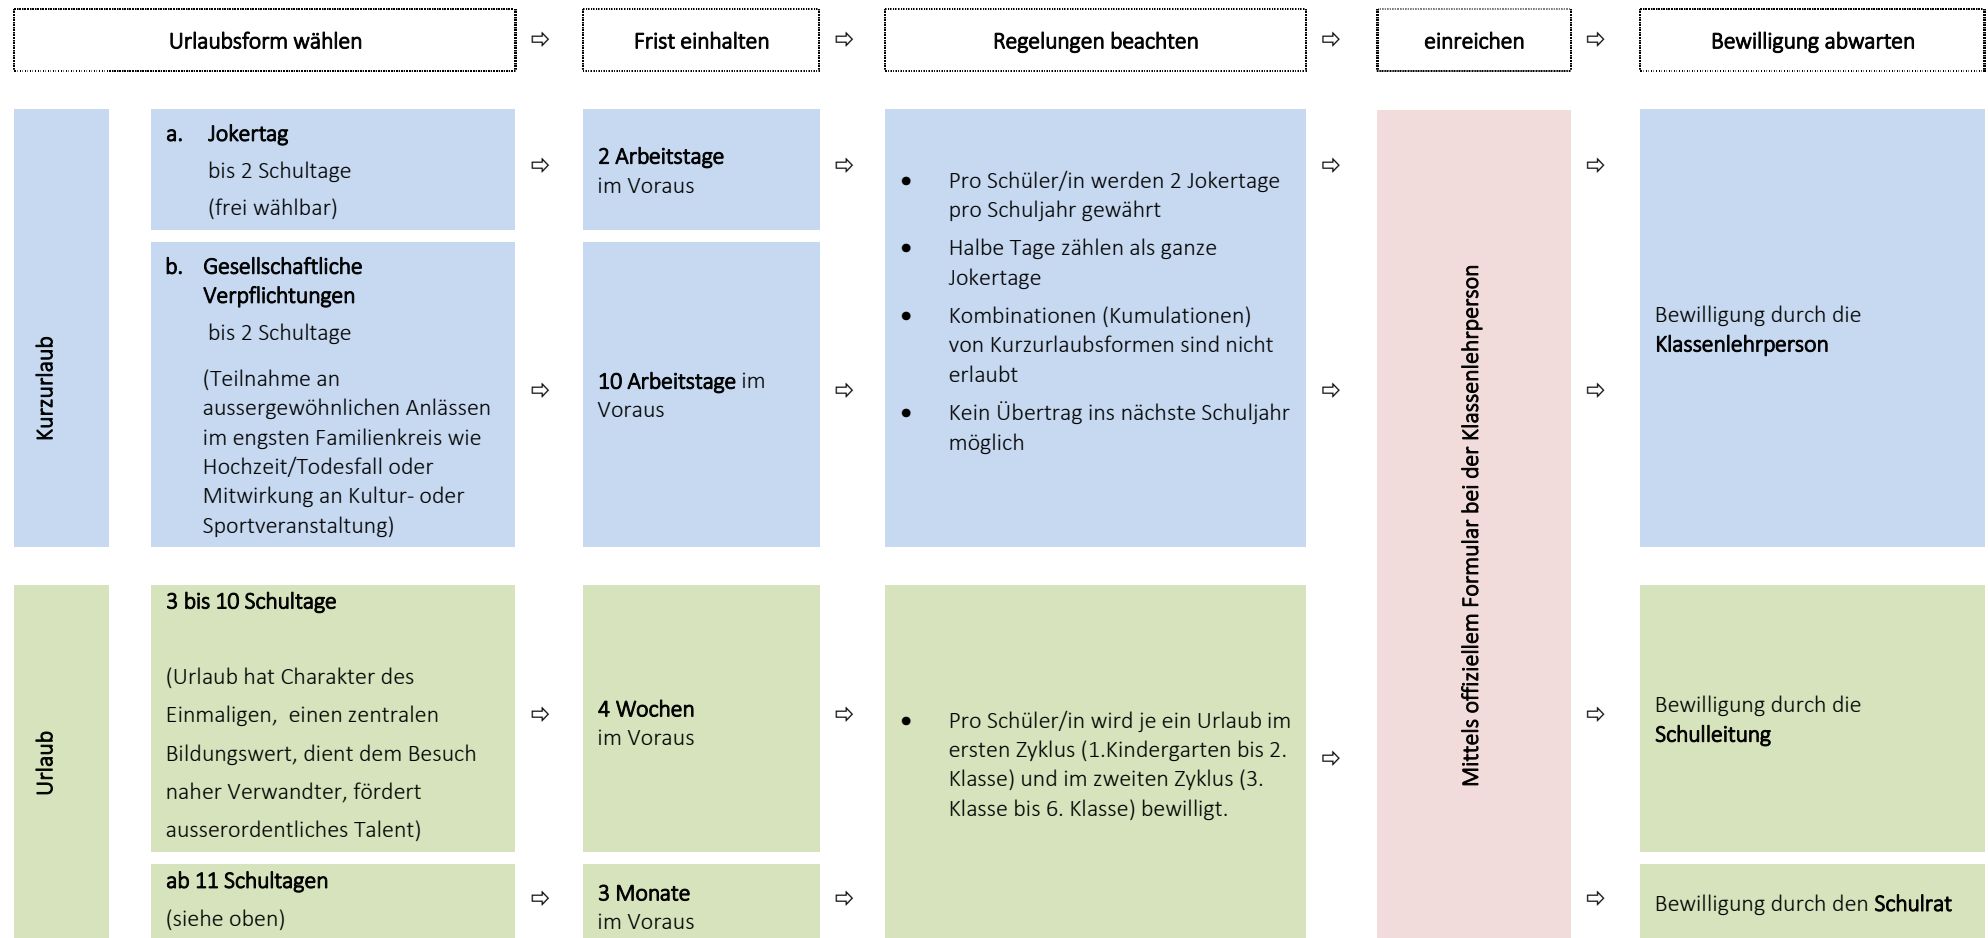 Urlaubsform wählen ⇨ Frist einhalten ⇨ Regelungen beachten ⇨ einreichen ⇨ Bewilligung abwarten
Kurzurlaub
a. Jokertag
bis 2 Schultage
(frei wählbar)
⇨
2 Arbeitstage
im Voraus
⇨
b. Gesellschaftliche
Verpflichtungen
bis 2 Schultage
(Teilnahme an
aussergewöhnlichen Anlässen
im engsten Familienkreis wie
Hochzeit/Todesfall oder
Mitwirkung an Kultur- oder
Sportveranstaltung)
⇨
10 Arbeitstage im
Voraus
⇨
● Pro Schüler/in werden 2 Jokertage
pro Schuljahr gewährt
● Halbe Tage zählen als ganze
Jokertage
● Kombinationen (Kumulationen)
von Kurzurlaubsformen sind nicht
erlaubt
● Kein Übertrag ins nächste Schuljahr
möglich
⇨
⇨
Mittels offiziellem Formular bei der Klassenlehrperson
⇨
⇨
Bewilligung durch die
Klassenlehrperson
Urlaub
3 bis 10 Schultage
(Urlaub hat Charakter des
Einmaligen, einen zentralen
Bildungswert, dient dem Besuch
naher Verwandter, fördert
ausserordentliches Talent)
⇨
4 Wochen
im Voraus
⇨
● Pro Schüler/in wird je ein Urlaub im
ersten Zyklus (1.Kindergarten bis 2.
Klasse) und im zweiten Zyklus (3.
Klasse bis 6. Klasse) bewilligt.
⇨
⇨
Bewilligung durch die
Schulleitung
ab 11 Schultagen
(siehe oben)
⇨
3 Monate
im Voraus
⇨
⇨
Bewilligung durch den Schulrat